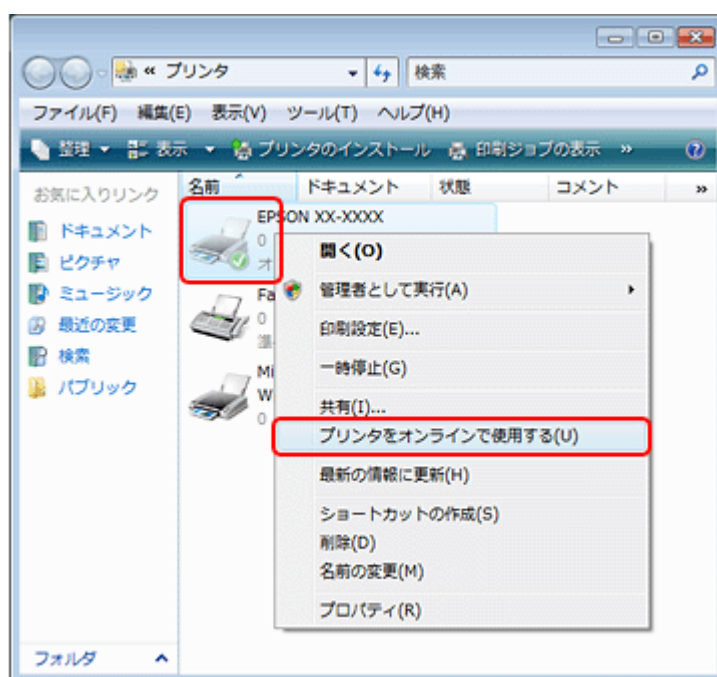 « プリンタ
検索
ファイル(F) 編集(E) 表示(V) ツール(T) ヘルプ(H)
整理 表示 プリンタのインストール 印刷ジョブの表示 »
お気に入りリンク
ドキュメント
ピクチャ
ミュージック
最近の変更
検索
パブリック
フォルダ
名前 ドキュメント 状態 コメント »
EPSON XX-XXXX
0
オ
Fa
0
準
Mi
W
0
開く(O)
管理者として実行(A)
印刷設定(E)...
一時停止(G)
共有(I)...
プリンタをオンラインで使用する(U)
最新の情報に更新(H)
ショートカットの作成(S)
削除(D)
名前の変更(M)
プロパティ(R)